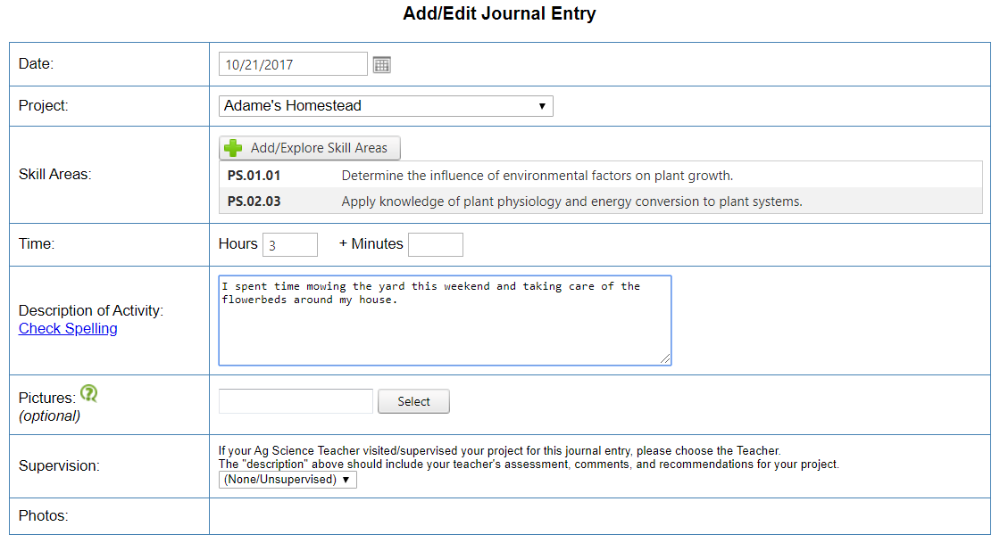 Add/Edit Journal Entry
Date:
10/21/2017
Project:
Adame's Homestead
Skill Areas:
Add/Explore Skill Areas
PS.01.01 Determine the influence of environmental factors on plant growth.
PS.02.03 Apply knowledge of plant physiology and energy conversion to plant systems.
Time:
Hours 3 + Minutes
Description of Activity:
Check Spelling
I spent time mowing the yard this weekend and taking care of the
flowerbeds around my house.
Pictures:
(optional)
Select
Supervision:
If your Ag Science Teacher visited/supervised your project for this journal entry, please choose the Teacher.
The "description" above should include your teacher's assessment, comments, and recommendations for your project.
(None/Unsupervised)
Photos: